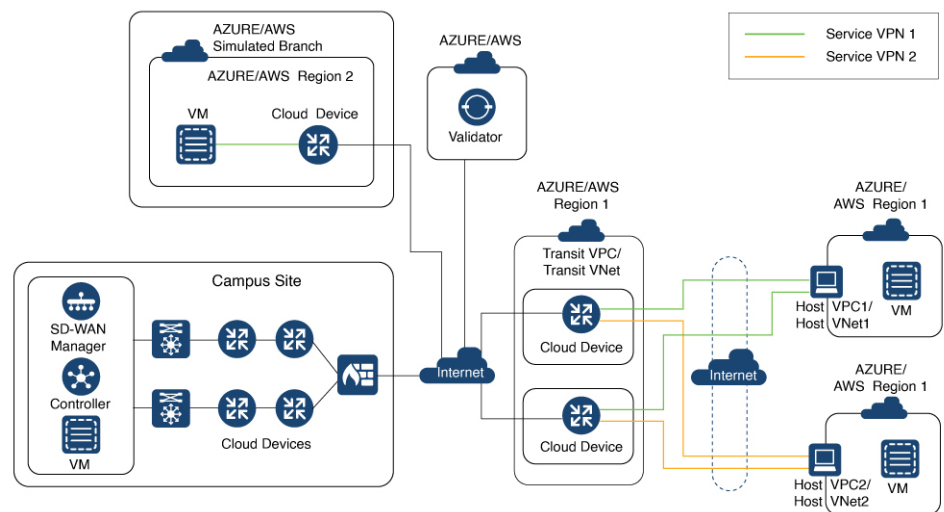 AZURE/AWS
Simulated Branch
AZURE/AWS Region 2
VM
Cloud Device
AZURE/AWS
Validator
Service VPN 1
Service VPN 2
Campus Site
SD-WAN
Manager
Controller
VM
Cloud Devices
Internet
AZURE/AWS
Region 1
Transit VPC/
Transit VNet
Cloud Device
Cloud Device
Internet
AZURE/
AWS Region 1
Host VPC1/
Host VNet1
VM
AZURE/
AWS Region 1
Host VPC2/
Host VNet2
VM